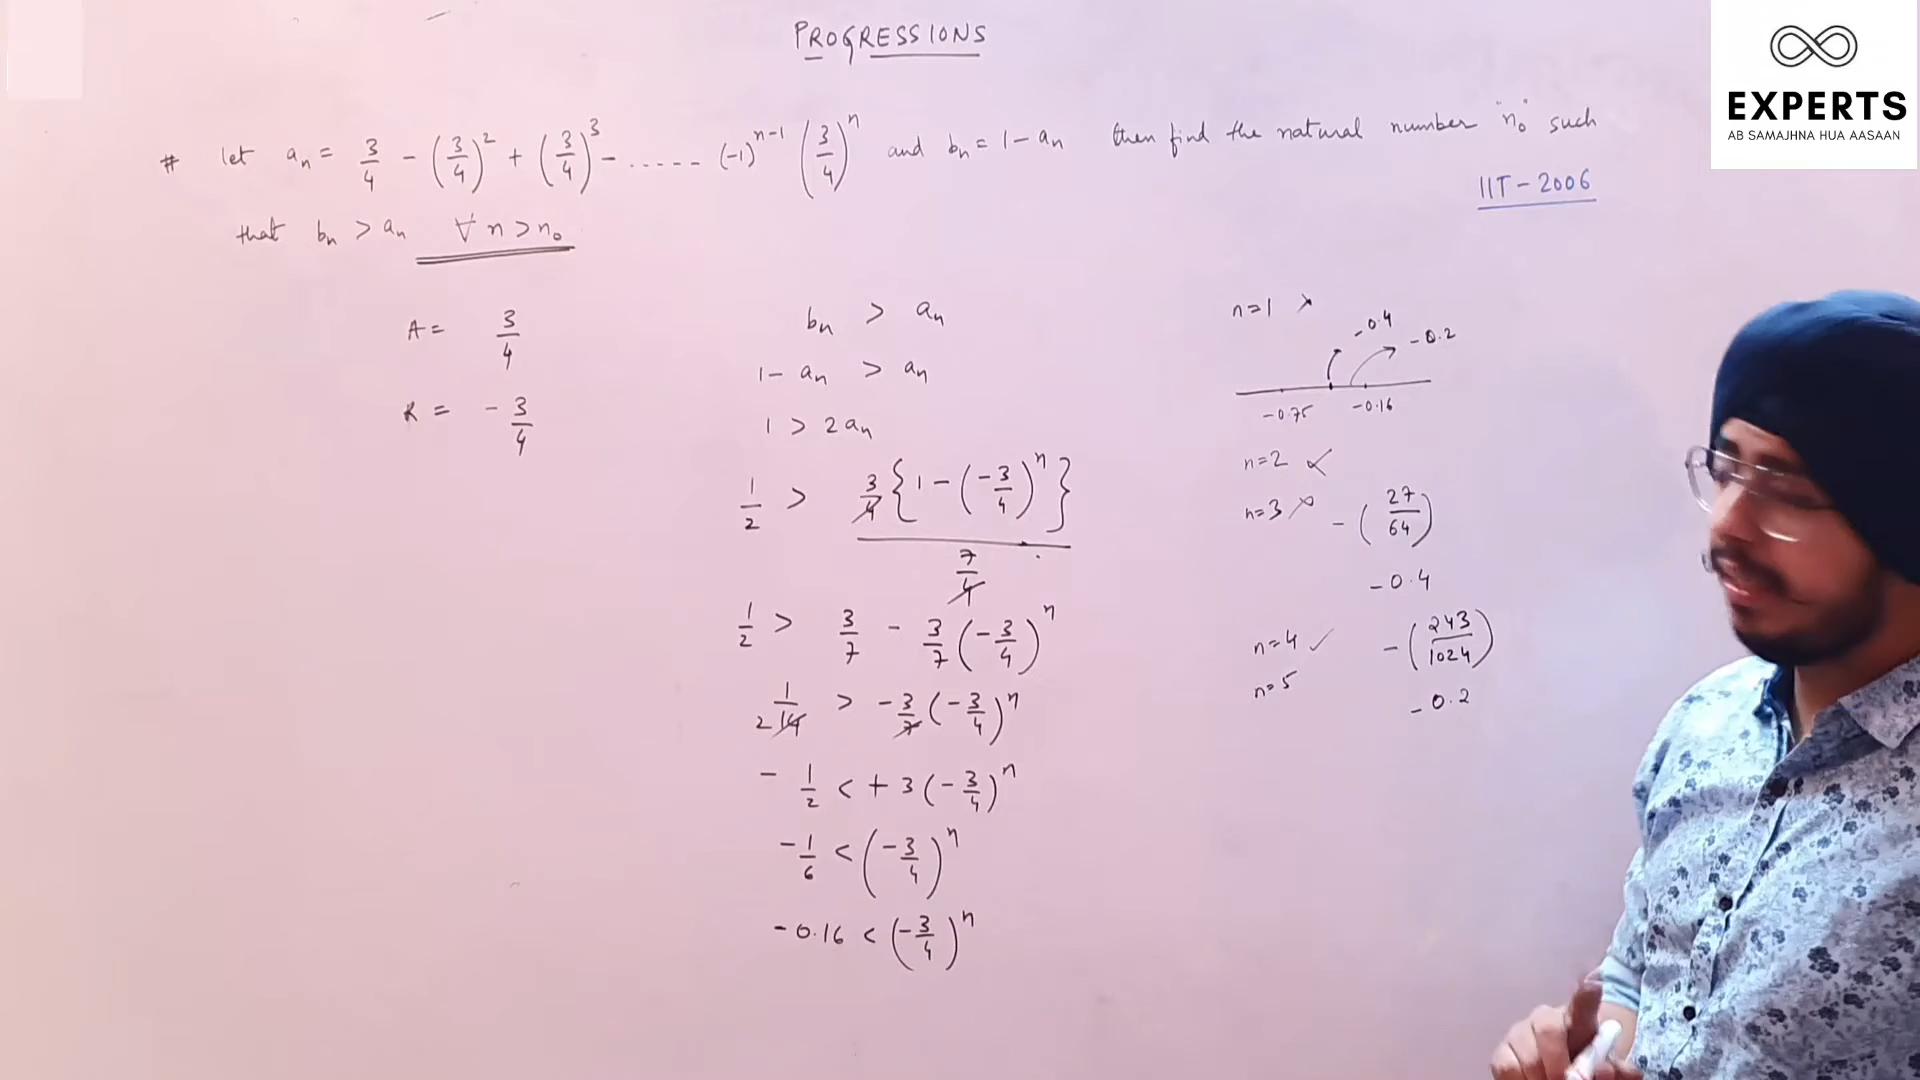 PROGRESSIONS
EXPERTS
AB SAMAJHNA HUA AASAAN
# let aₙ = 3/4 - (3/4)² + (3/4)³ - ..... (-1)ⁿ⁻¹ (3/4)ⁿ and bₙ = 1 - aₙ then find the natural number "n₀" such
that bₙ > aₙ ∀ n > n₀
IIT - 2006
A = 3/4
R = - 3/4
bₙ > aₙ
1 - aₙ > aₙ
1 > 2aₙ
1/2 > 3/4 {1 - (-3/4)ⁿ} / 7/4
1/2 > 3/7 - 3/7 (-3/4)ⁿ
1/2 14 > - 3/7 (-3/4)ⁿ
- 1/2 < + 3 (-3/4)ⁿ
- 1/6 < (-3/4)ⁿ
- 0.16 < (-3/4)ⁿ
n=1 ×
-0.4
-0.2
-0.75 -0.16
n=2
n=3 × - (27/64)
-0.4
n=4 ✓ - (243/1024)
n=5
-0.2